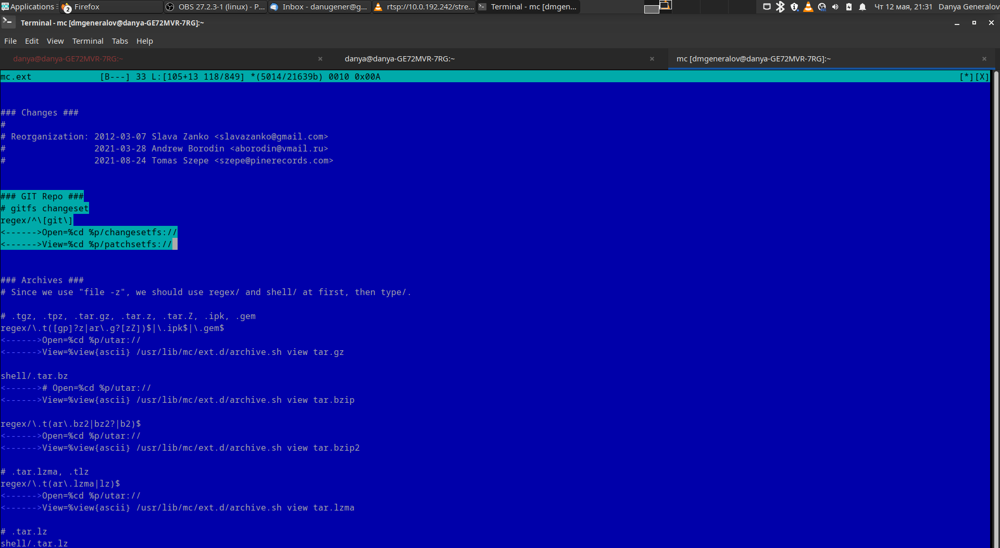 Applications
2
Firefox
OBS 27.2.3-1 (linux) - P...
Inbox - danugener@g...
rtsp://10.0.192.242/stre...
Terminal - mc [dmgen...
Чт 12 мая, 21:31
Danya Generalov
Terminal - mc [dmgeneralov@danya-GE72MVR-7RG]:~
File Edit View Terminal Tabs Help
danya@danya-GE72MVR-7RG:~
danya@danya-GE72MVR-7RG:~
mc [dmgeneralov@danya-GE72MVR-7RG]:~
mc.ext [B---] 33 L:[105+13 118/849] *(5014/21639b) 0010 0x00A [*][X]
### Changes ###
#
# Reorganization: 2012-03-07 Slava Zanko <slavazanko@gmail.com>
# 2021-03-28 Andrew Borodin <aborodin@vmail.ru>
# 2021-08-24 Tomas Szepe <szepe@pinerecords.com>
### GIT Repo ###
# gitfs changeset
regex/^\[git\]
<------>Open=%cd %p/changesetfs://
<------>View=%cd %p/patchsetfs://
### Archives ###
# Since we use "file -z", we should use regex/ and shell/ at first, then type/.
# .tgz, .tpz, .tar.gz, .tar.z, .tar.Z, .ipk, .gem
regex/\.t([gp]?z|ar\.g?[zZ])$|\.ipk$|\.gem$
<------>Open=%cd %p/utar://
<------>View=%view{ascii} /usr/lib/mc/ext.d/archive.sh view tar.gz
shell/.tar.bz
<------># Open=%cd %p/utar://
<------>View=%view{ascii} /usr/lib/mc/ext.d/archive.sh view tar.bzip
regex/\.t(ar\.bz2|bz2?|b2)$
<------>Open=%cd %p/utar://
<------>View=%view{ascii} /usr/lib/mc/ext.d/archive.sh view tar.bzip2
# .tar.lzma, .tlz
regex/\.t(ar\.lzma|lz)$
<------>Open=%cd %p/utar://
<------>View=%view{ascii} /usr/lib/mc/ext.d/archive.sh view tar.lzma
# .tar.lz
shell/.tar.lz